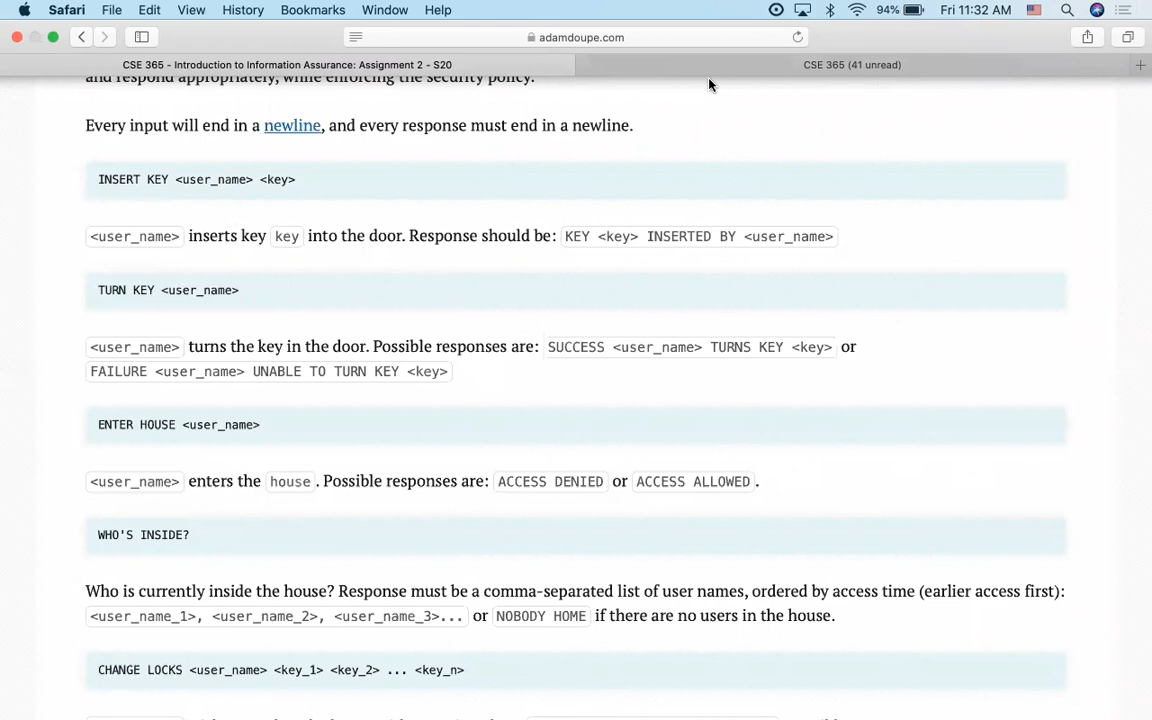 Safari File Edit View History Bookmarks Window Help 94% Fri 11:32 AM
adamdoupe.com
CSE 365 - Introduction to Information Assurance: Assignment 2 - S20 CSE 365 (41 unread)
and respond appropriately, while enforcing the security policy.
Every input will end in a newline, and every response must end in a newline.
INSERT KEY <user_name> <key>
<user_name> inserts key key into the door. Response should be: KEY <key> INSERTED BY <user_name>
TURN KEY <user_name>
<user_name> turns the key in the door. Possible responses are: SUCCESS <user_name> TURNS KEY <key> or
FAILURE <user_name> UNABLE TO TURN KEY <key>
ENTER HOUSE <user_name>
<user_name> enters the house. Possible responses are: ACCESS DENIED or ACCESS ALLOWED.
WHO'S INSIDE?
Who is currently inside the house? Response must be a comma-separated list of user names, ordered by access time (earlier access first):
<user_name_1>, <user_name_2>, <user_name_3>... or NOBODY HOME if there are no users in the house.
CHANGE LOCKS <user_name> <key_1> <key_2> ... <key_n>